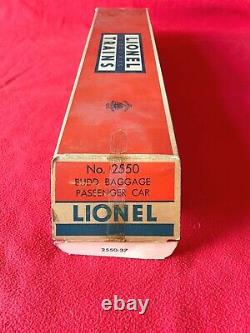 LIONEL
TRAINS
No. 2550
BUDD BAGGAGE
PASSENGER CAR
LIONEL
2550-27